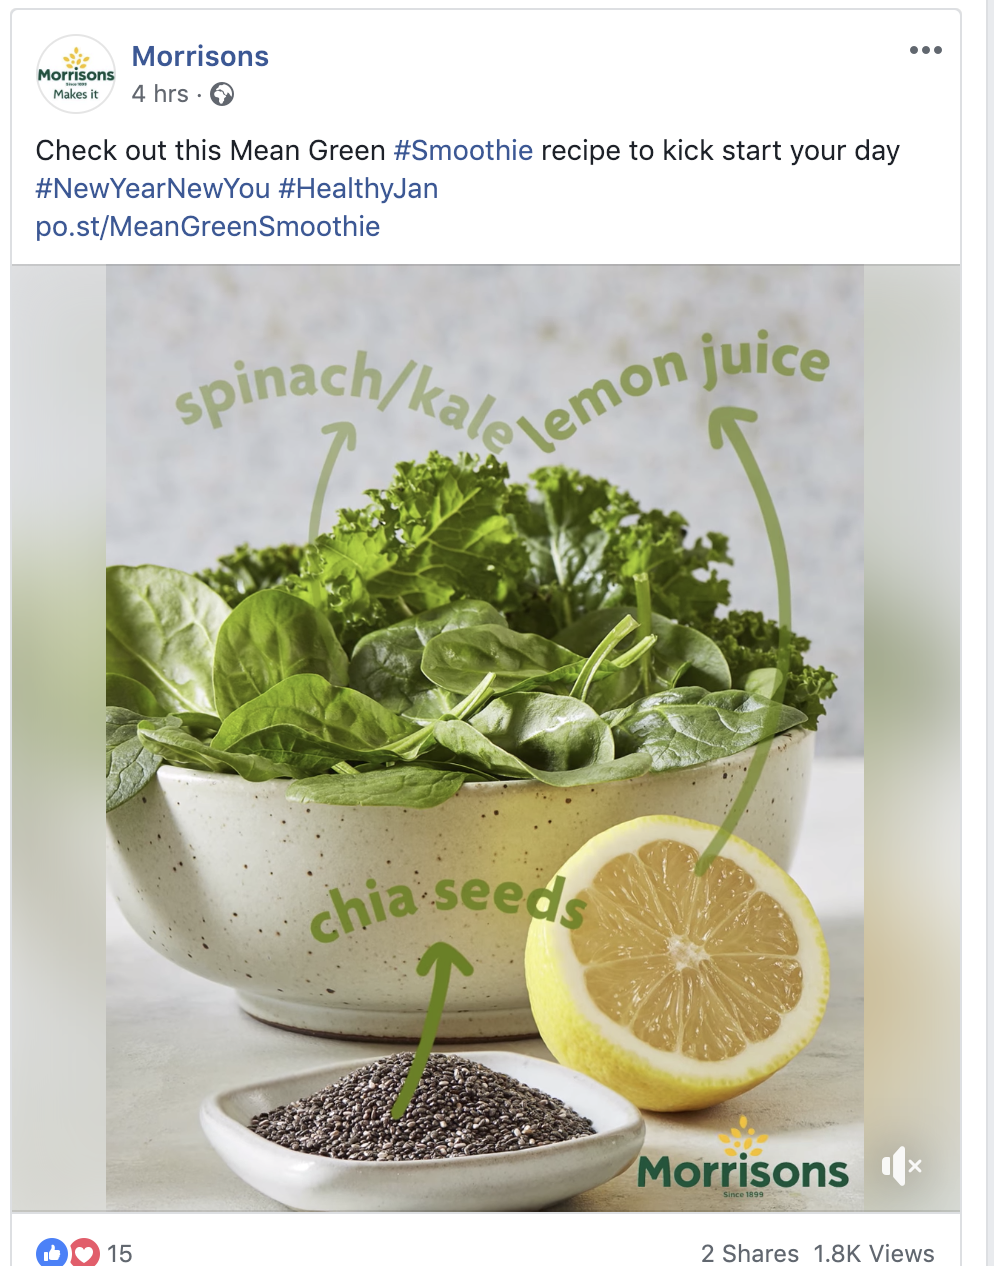 Morrisons
Since 1899
Makes it
Morrisons
4 hrs ·
Check out this Mean Green #Smoothie recipe to kick start your day
#NewYearNewYou #HealthyJan
po.st/MeanGreenSmoothie
spinach/kale
lemon juice
chia seeds
Morrisons
Since 1899
15
2 Shares 1.8K Views